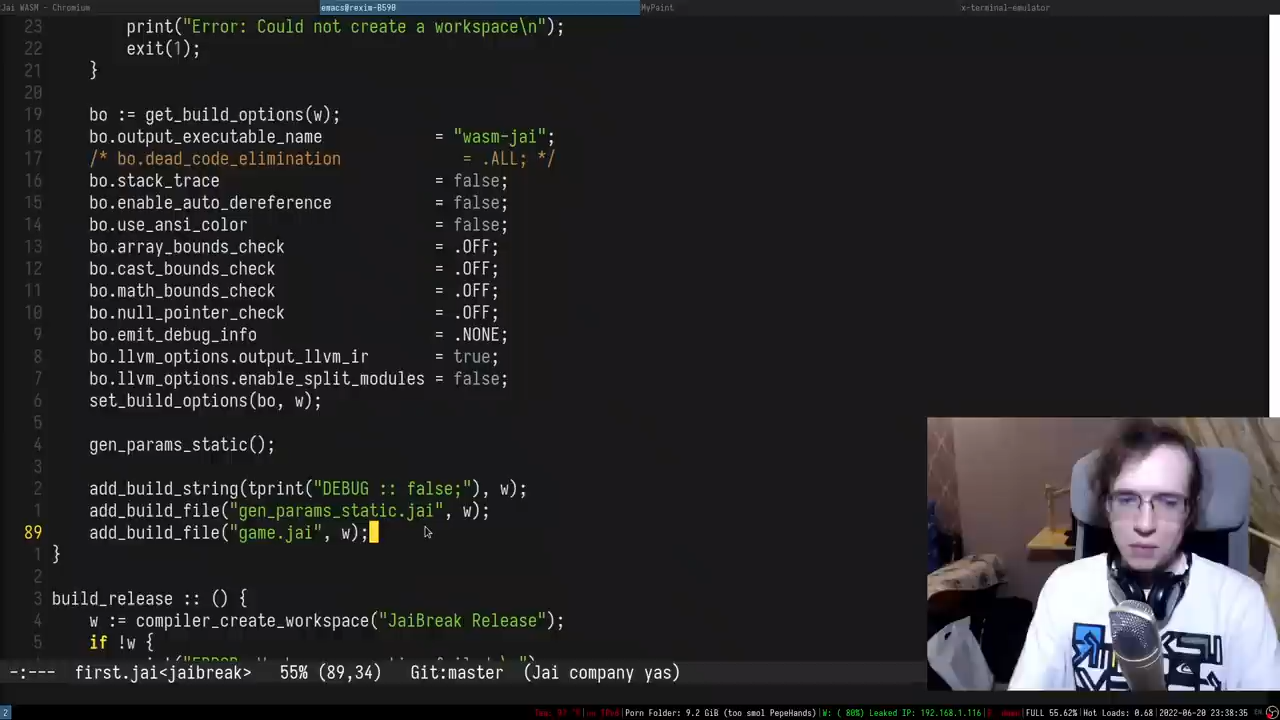 Jai WASM - Chromium
emacs@rexim-B590
MyPaint
x-terminal-emulator
23 print("Error: Could not create a workspace\n");
22 exit(1);
21 }
20
19 bo := get_build_options(w);
18 bo.output_executable_name = "wasm-jai";
17 /* bo.dead_code_elimination = .ALL; */
16 bo.stack_trace = false;
15 bo.enable_auto_dereference = false;
14 bo.use_ansi_color = false;
13 bo.array_bounds_check = .OFF;
12 bo.cast_bounds_check = .OFF;
11 bo.math_bounds_check = .OFF;
10 bo.null_pointer_check = .OFF;
9 bo.emit_debug_info = .NONE;
8 bo.llvm_options.output_llvm_ir = true;
7 bo.llvm_options.enable_split_modules = false;
6 set_build_options(bo, w);
5
4 gen_params_static();
3
2 add_build_string(tprint("DEBUG :: false;"), w);
1 add_build_file("gen_params_static.jai", w);
89 add_build_file("game.jai", w);
1 }
2
3 build_release :: () {
4 w := compiler_create_workspace("JaiBreak Release");
5 if !w {
-:--- first.jai<jaibreak> 55% (89,34) Git:master (Jai company yas)
2 Porn Folder: 9.2 GiB (too smol PepeHands)|W: ( 80%) Leaked IP: 192.168.1.116| |FULL 55.62%|Hot Loads: 0.68|2022-06-20 23:38:35